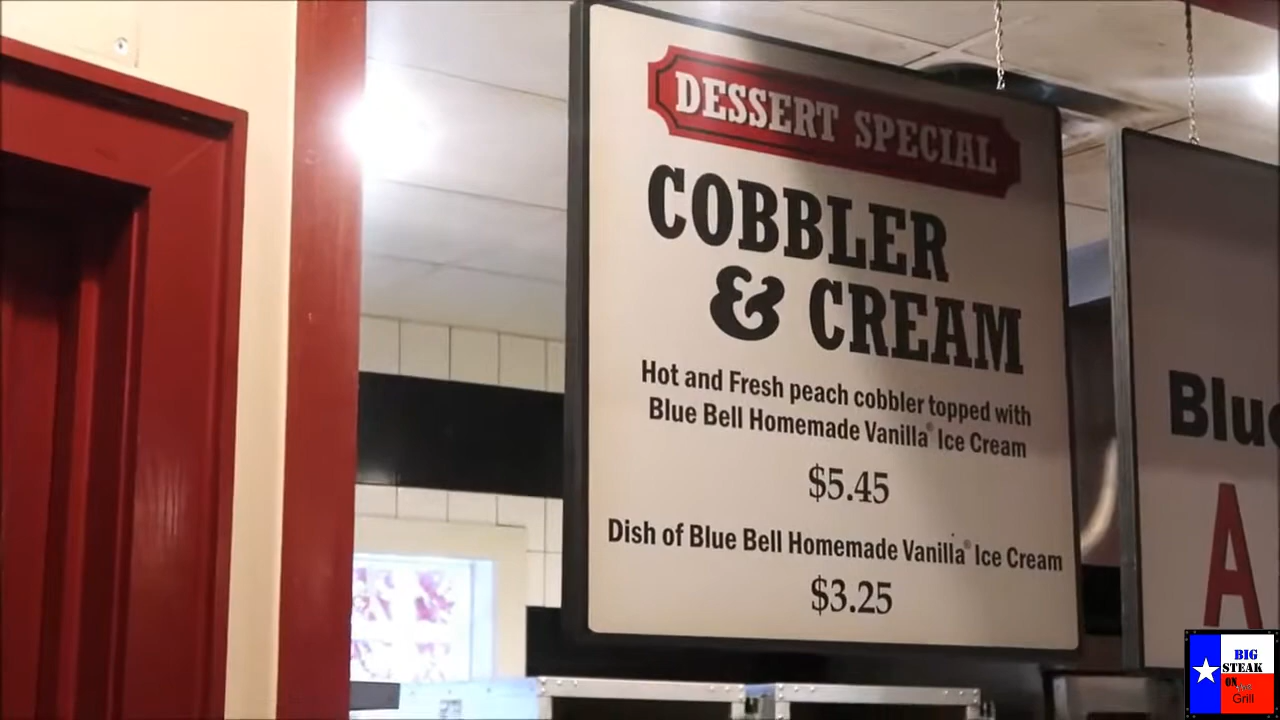 DESSERT SPECIAL
COBBLER
& CREAM
Hot and Fresh peach cobbler topped with
Blue Bell Homemade Vanilla® Ice Cream
$5.45
Dish of Blue Bell Homemade Vanilla® Ice Cream
$3.25
Blue
A
BIG
STEAK
ON
Grill